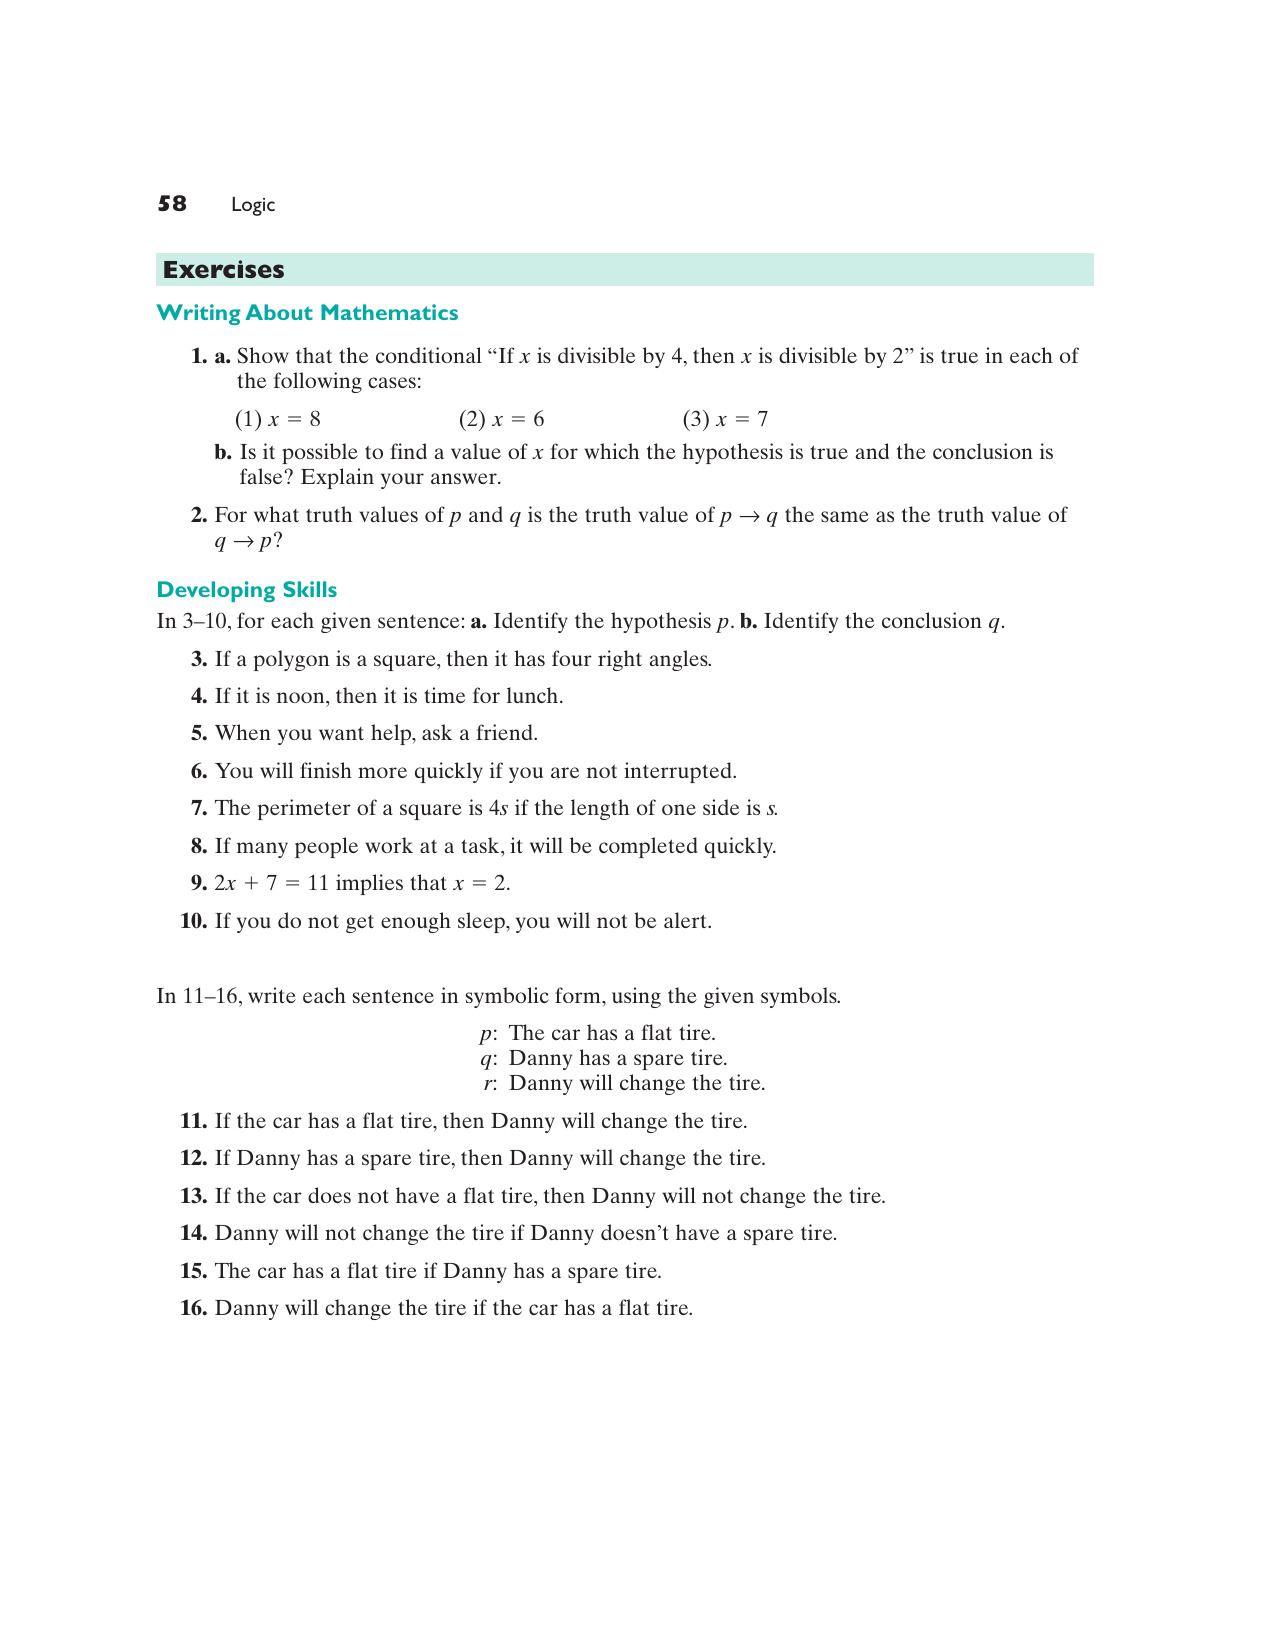 58 Logic
Exercises
Writing About Mathematics
1. a. Show that the conditional “If x is divisible by 4, then x is divisible by 2” is true in each of
the following cases:
(1) x = 8 (2) x = 6 (3) x = 7
b. Is it possible to find a value of x for which the hypothesis is true and the conclusion is
false? Explain your answer.
2. For what truth values of p and q is the truth value of p → q the same as the truth value of
q → p?
Developing Skills
In 3–10, for each given sentence: a. Identify the hypothesis p. b. Identify the conclusion q.
3. If a polygon is a square, then it has four right angles.
4. If it is noon, then it is time for lunch.
5. When you want help, ask a friend.
6. You will finish more quickly if you are not interrupted.
7. The perimeter of a square is 4s if the length of one side is s.
8. If many people work at a task, it will be completed quickly.
9. 2x + 7 = 11 implies that x = 2.
10. If you do not get enough sleep, you will not be alert.
In 11–16, write each sentence in symbolic form, using the given symbols.
p: The car has a flat tire.
q: Danny has a spare tire.
r: Danny will change the tire.
11. If the car has a flat tire, then Danny will change the tire.
12. If Danny has a spare tire, then Danny will change the tire.
13. If the car does not have a flat tire, then Danny will not change the tire.
14. Danny will not change the tire if Danny doesn’t have a spare tire.
15. The car has a flat tire if Danny has a spare tire.
16. Danny will change the tire if the car has a flat tire.